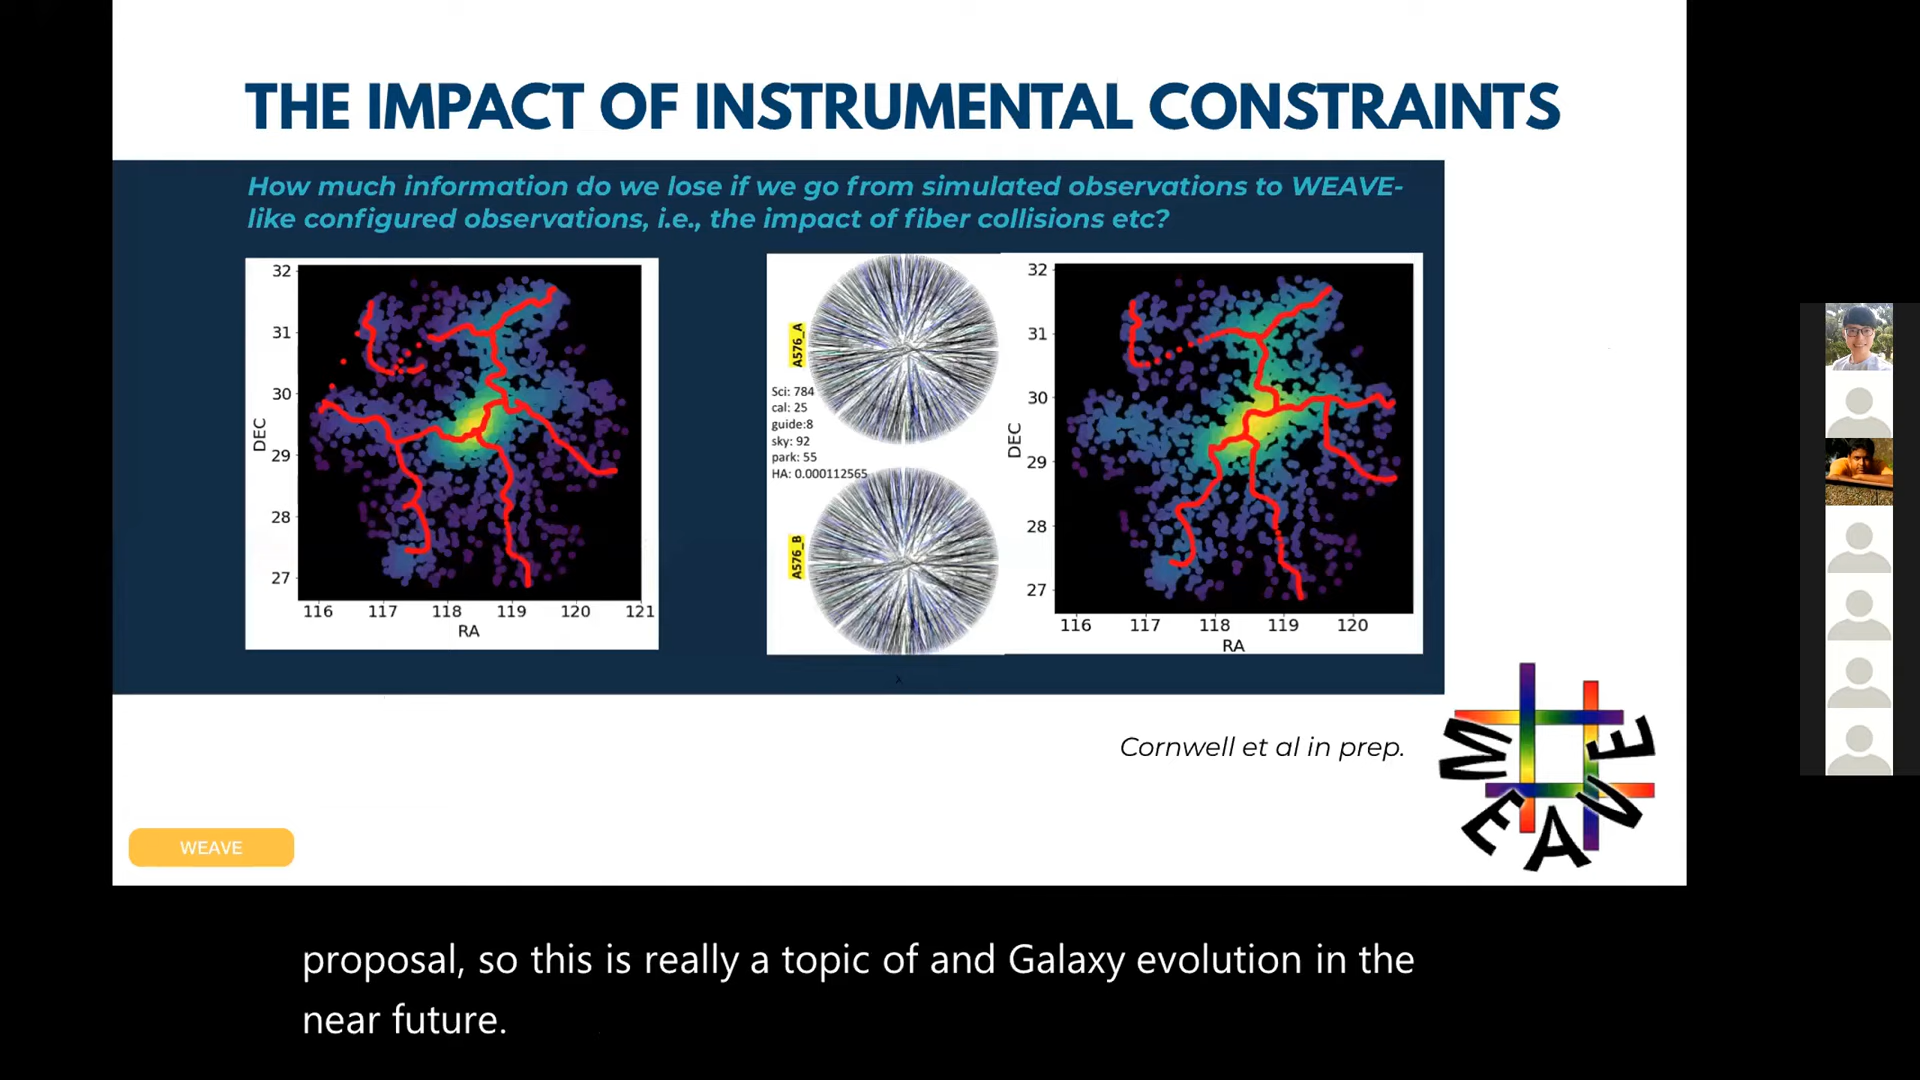 THE IMPACT OF INSTRUMENTAL CONSTRAINTS
How much information do we lose if we go from simulated observations to WEAVE-
like configured observations, i.e., the impact of fiber collisions etc?
32
31
30
29
28
27
DEC
116 117 118 119 120 121
RA
A576_A
Sci: 784
cal: 25
guide:8
sky: 92
park: 55
HA: 0.000112565
A576_B
32
31
30
29
28
27
DEC
116 117 118 119 120
RA
Cornwell et al in prep.
WEAVE
WEAVE
proposal, so this is really a topic of and Galaxy evolution in the
near future.